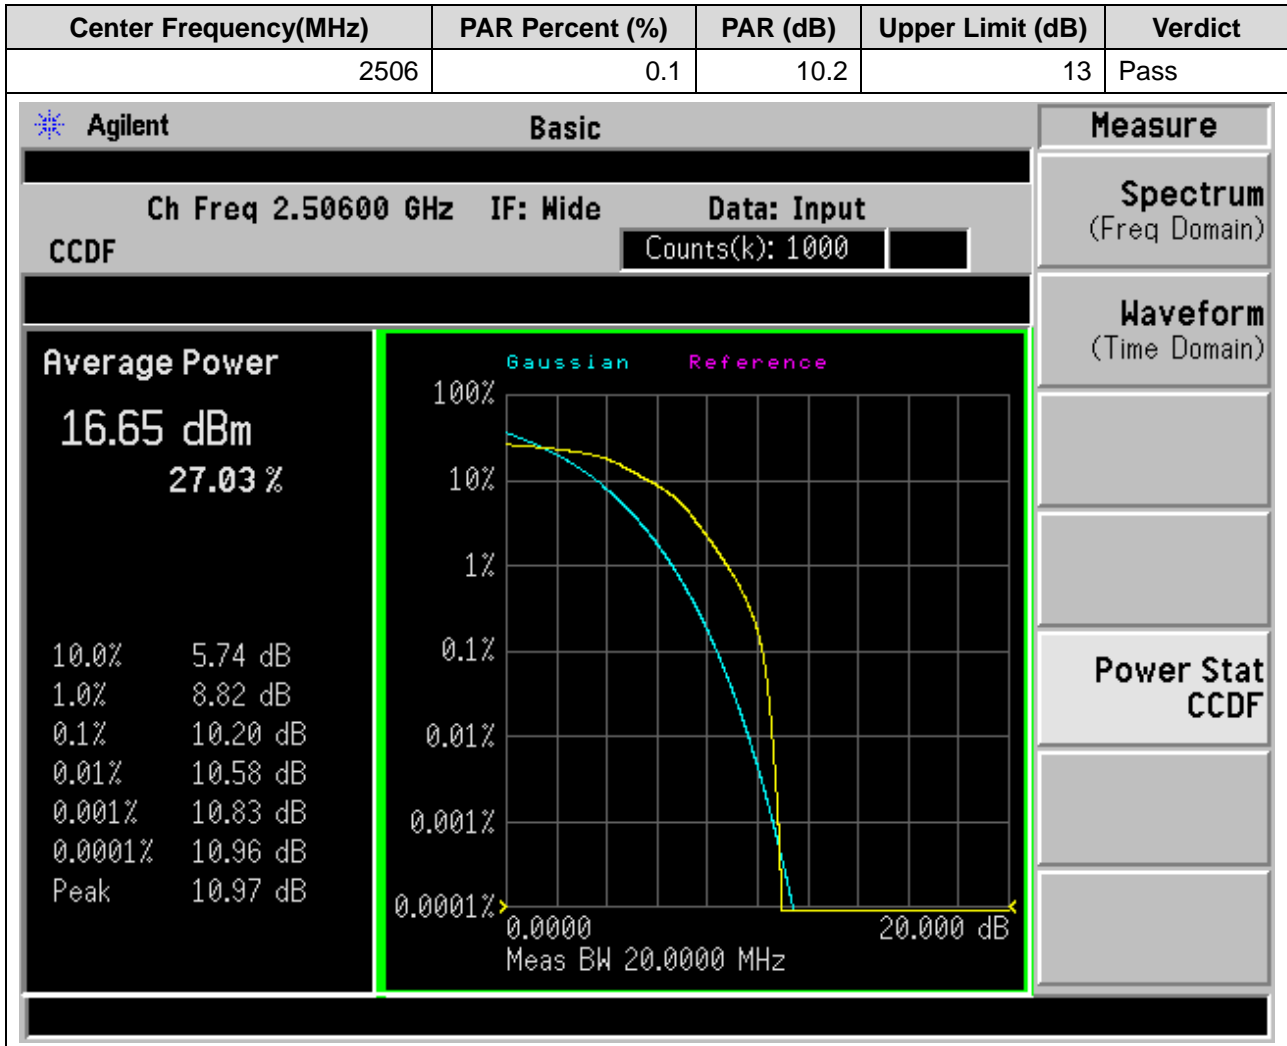 Center Frequency(MHz) PAR Percent (%) PAR (dB) Upper Limit (dB) Verdict
2506 0.1 10.2 13 Pass
Agilent Basic Measure
Ch Freq 2.50600 GHz IF: Wide Data: Input
CCDF Counts(k): 1000
Spectrum
(Freq Domain)
Waveform
(Time Domain)
Power Stat
CCDF
Average Power
16.65 dBm
27.03 %
10.0% 5.74 dB
1.0% 8.82 dB
0.1% 10.20 dB
0.01% 10.58 dB
0.001% 10.83 dB
0.0001% 10.96 dB
Peak 10.97 dB
Gaussian Reference
100%
10%
1%
0.1%
0.01%
0.001%
0.0001%
0.0000 20.000 dB
Meas BW 20.0000 MHz